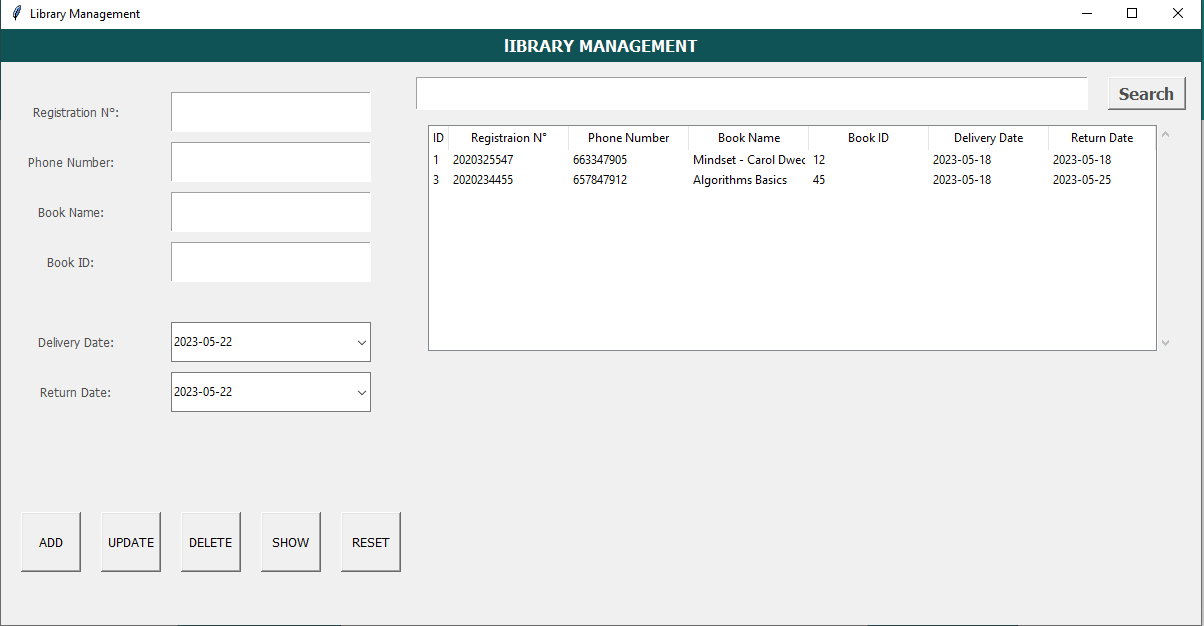 Library Management
lIBRARY MANAGEMENT
Search
Registration N°:
Phone Number:
Book Name:
Book ID:
Delivery Date: 2023-05-22
Return Date: 2023-05-22
ID Registraion N° Phone Number Book Name Book ID Delivery Date Return Date
1 2020325547 663347905 Mindset - Carol Dwec 12 2023-05-18 2023-05-18
3 2020234455 657847912 Algorithms Basics 45 2023-05-18 2023-05-25
ADD UPDATE DELETE SHOW RESET